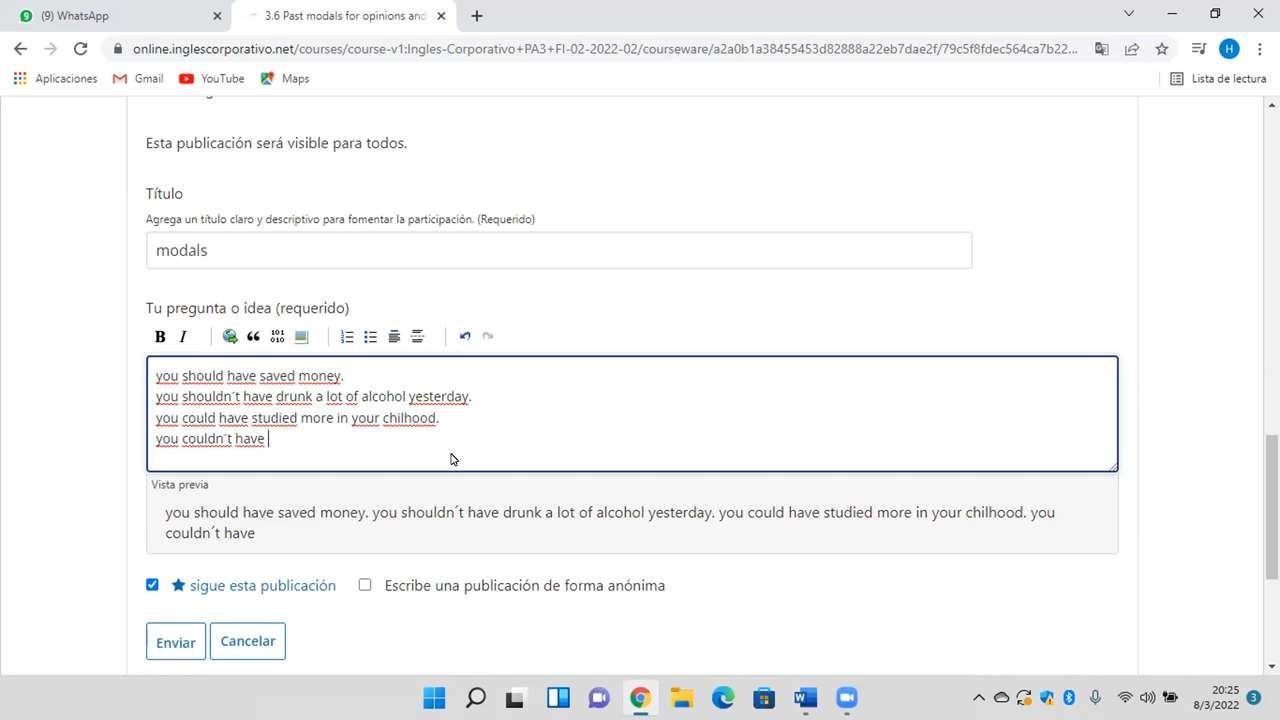 (9) WhatsApp
3.6 Past modals for opinions and
online.inglescorporativo.net/courses/course-v1:Ingles-Corporativo+PA3+FI-02-2022-02/courseware/a2a0b1a38455453d82888a22eb7dae2f/79c5f8fdec564ca7b22...
H
Aplicaciones
Gmail
YouTube
Maps
Lista de lectura
Esta publicación será visible para todos.
Título
Agrega un título claro y descriptivo para fomentar la participación. (Requerido)
modals
Tu pregunta o idea (requerido)
B I
you should have saved money.
you shouldn´t have drunk a lot of alcohol yesterday.
you could have studied more in your chilhood.
you couldn´t have
Vista previa
you should have saved money. you shouldn´t have drunk a lot of alcohol yesterday. you could have studied more in your chilhood. you
couldn´t have
sigue esta publicación
Escribe una publicación de forma anónima
Enviar
Cancelar
20:25
8/3/2022
3